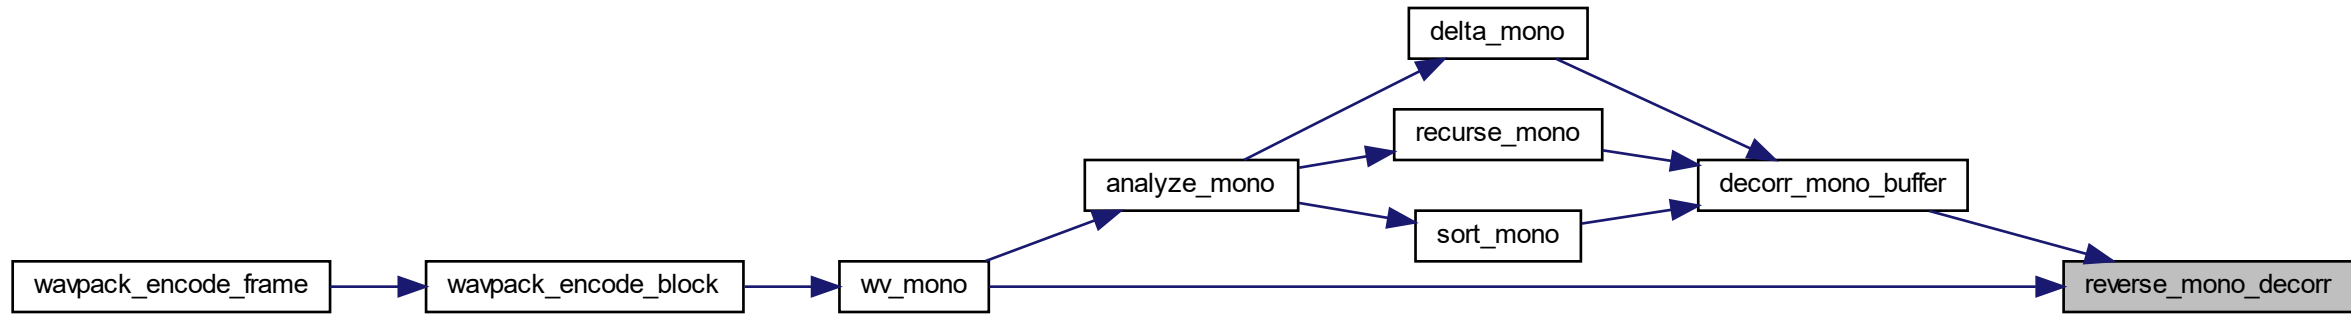 delta_mono
recurse_mono
analyze_mono
decorr_mono_buffer
sort_mono
wavpack_encode_frame
wavpack_encode_block
wv_mono
reverse_mono_decorr